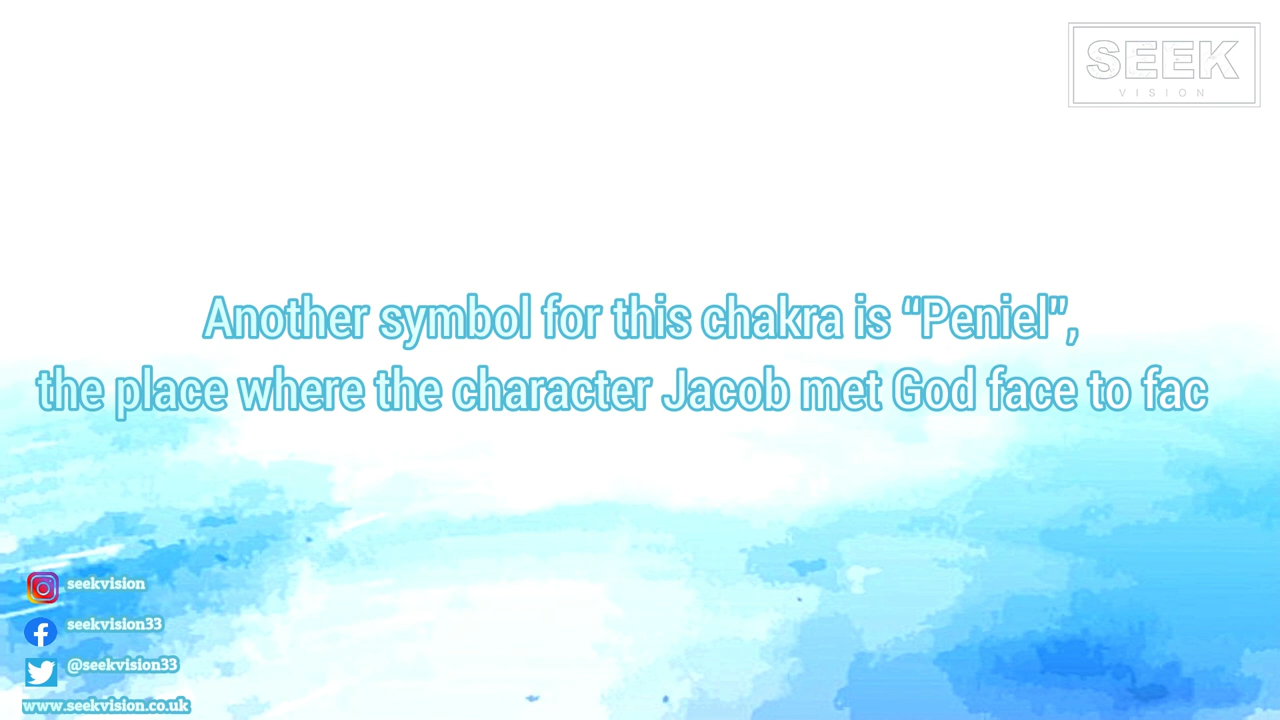 SEEK
VISION
Another symbol for this chakra is “Peniel”,
the place where the character Jacob met God face to fac
seekvision
seekvision33
@seekvision33
www.seekvision.co.uk